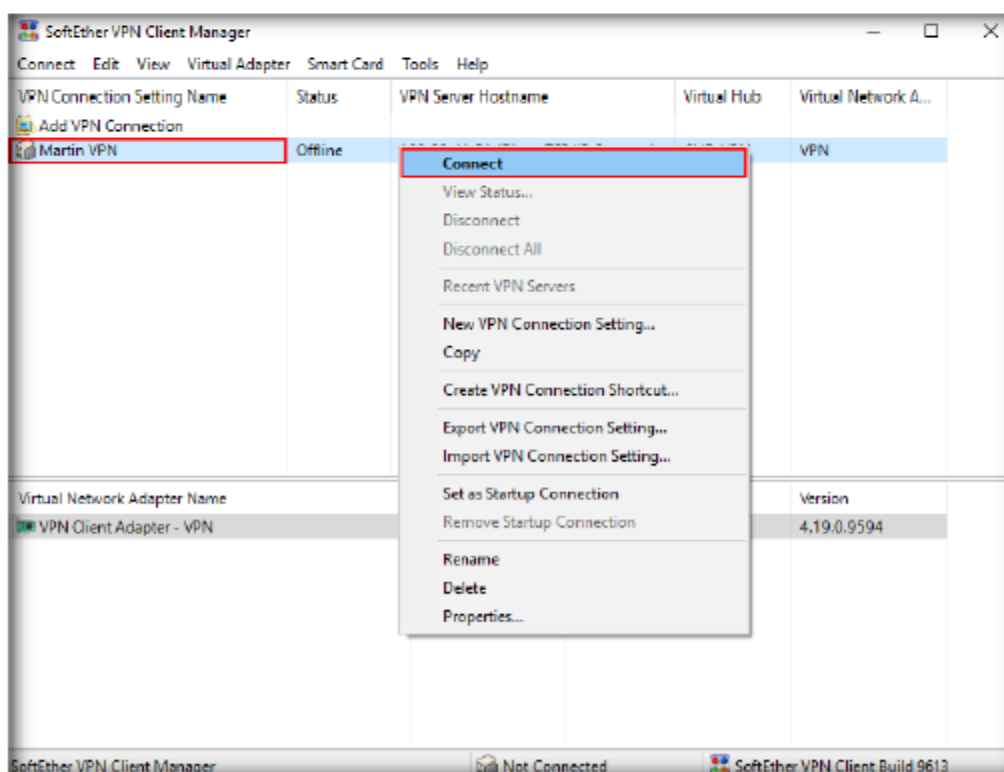 SoftEther VPN Client Manager
Connect Edit View Virtual Adapter Smart Card Tools Help
VPN Connection Setting Name Status VPN Server Hostname Virtual Hub Virtual Network A...
Add VPN Connection
Martin VPN Offline VPN
Connect
View Status...
Disconnect
Disconnect All
Recent VPN Servers
New VPN Connection Setting...
Copy
Create VPN Connection Shortcut...
Export VPN Connection Setting...
Import VPN Connection Setting...
Set as Startup Connection
Remove Startup Connection
Rename
Delete
Properties...
Virtual Network Adapter Name Version
VPN Client Adapter - VPN 4.19.0.9594
SoftEther VPN Client Manager Not Connected SoftEther VPN Client Build 9613